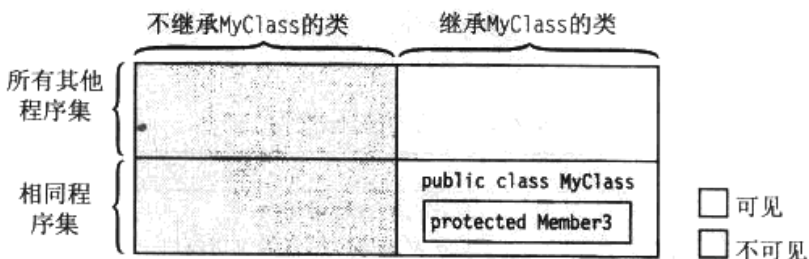 不继承MyClass的类
继承MyClass的类
所有其他
程序集
相同程
序集
public class MyClass
protected Member3
可见
不可见